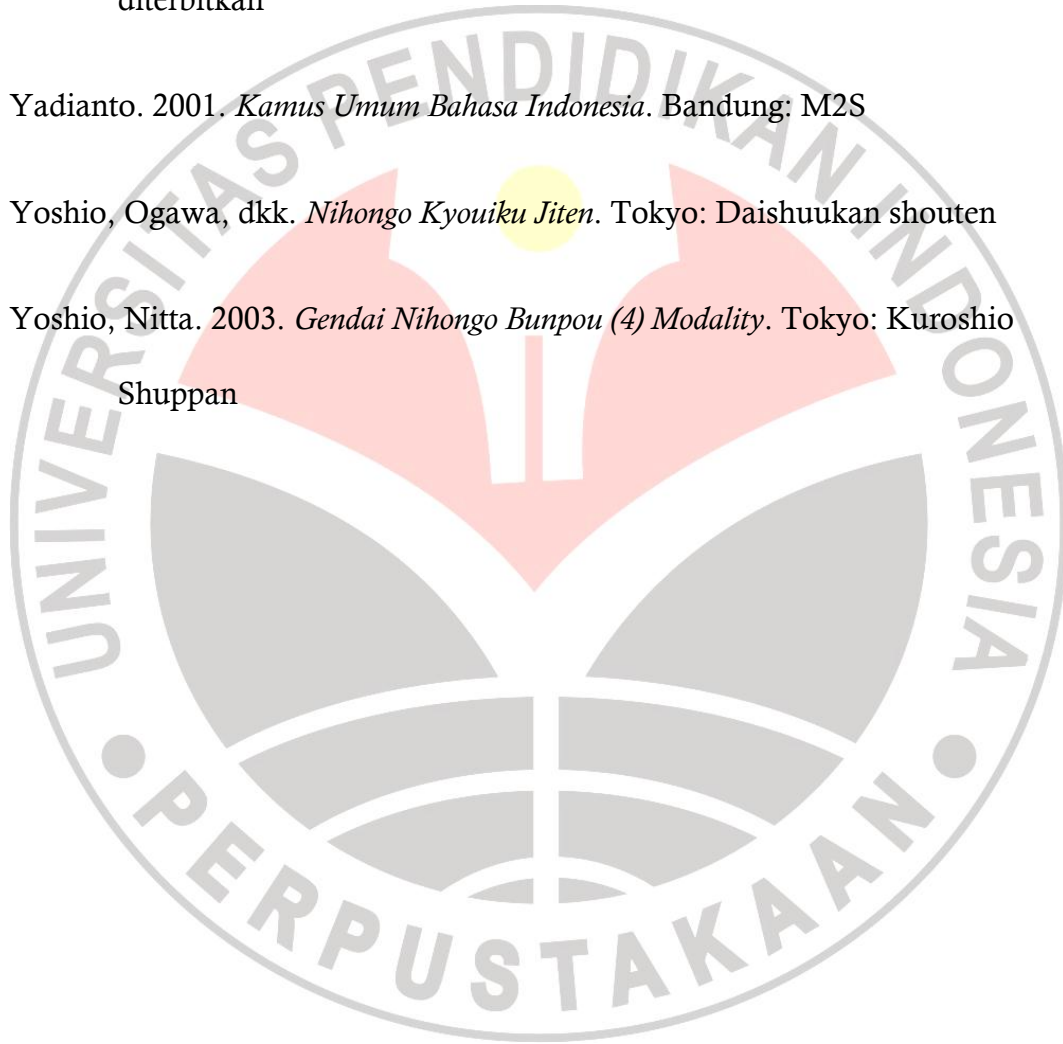 diterbitkan
Yadianto. 2001. Kamus Umum Bahasa Indonesia. Bandung: M2S
Yoshio, Ogawa, dkk. Nihongo Kyouiku Jiten. Tokyo: Daishuukan shouten
Yoshio, Nitta. 2003. Gendai Nihongo Bunpou (4) Modality. Tokyo: Kuroshio
Shuppan
UNIVERSITAS PENDIDIKAN INDONESIA
PERPUSTAKAAN